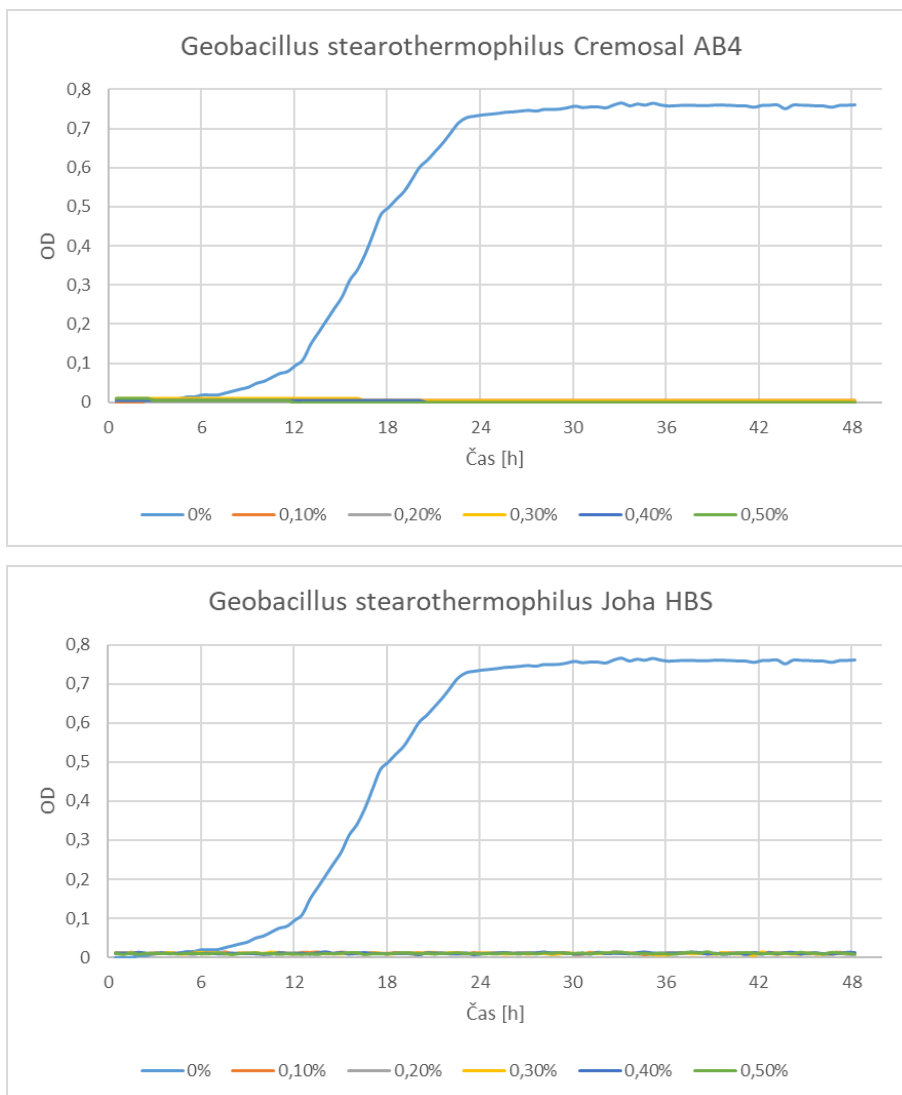 Geobacillus stearothermophilus Cremosal AB4
0,8
0,7
0,6
0,5
0,4
0,3
0,2
0,1
0
OD
0 6 12 18 24 30 36 42 48
Čas [h]
0% 0,10% 0,20% 0,30% 0,40% 0,50%
Geobacillus stearothermophilus Joha HBS
0,8
0,7
0,6
0,5
0,4
0,3
0,2
0,1
0
OD
0 6 12 18 24 30 36 42 48
Čas [h]
0% 0,10% 0,20% 0,30% 0,40% 0,50%